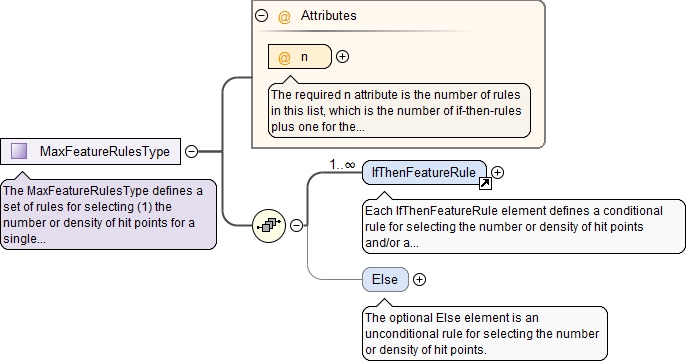 Attributes
@ n
The required n attribute is the number of rules
in this list, which is the number of if-then-rules
plus one for the...
MaxFeatureRulesType
The MaxFeatureRulesType defines a
set of rules for selecting (1) the
number or density of hit points for a
single...
1..∞
IfThenFeatureRule
Each IfThenFeatureRule element defines a conditional
rule for selecting the number or density of hit points
and/or a...
Else
The optional Else element is an
unconditional rule for selecting the number
or density of hit points.